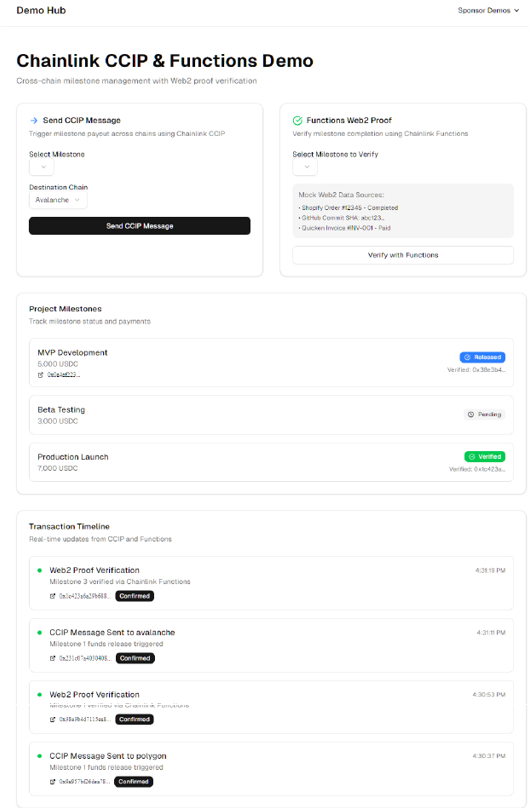 Demo Hub
Sponsor Demos
Chainlink CCIP & Functions Demo
Cross-chain milestone management with Web2 proof verification
Send CCIP Message
Trigger milestone payout across chains using Chainlink CCIP
Select Milestone
Destination Chain
Avalanche
Send CCIP Message
Functions Web2 Proof
Verify milestone completion using Chainlink Functions
Select Milestone to Verify
Mock Web2 Data Sources:
• Shopify Order #12345 - Completed
• GitHub Commit SHA: abc123...
• Quicken Invoice #INV-001 - Paid
Verify with Functions
Project Milestones
Track milestone status and payments
MVP Development
5,000 USDC
Released
Verified: 0x38e3b4...
Beta Testing
3,000 USDC
Pending
Production Launch
7,000 USDC
Verified
Verified: 0xfc423a...
Transaction Timeline
Real-time updates from CCIP and Functions
Web2 Proof Verification
4:31:19 PM
Milestone 3 verified via Chainlink Functions
Confirmed
CCIP Message Sent to avalanche
4:31:11 PM
Milestone 1 funds release triggered
Confirmed
Web2 Proof Verification
4:30:53 PM
Milestone 1 verified via Chainlink Functions
Confirmed
CCIP Message Sent to polygon
4:30:37 PM
Milestone 1 funds release triggered
Confirmed